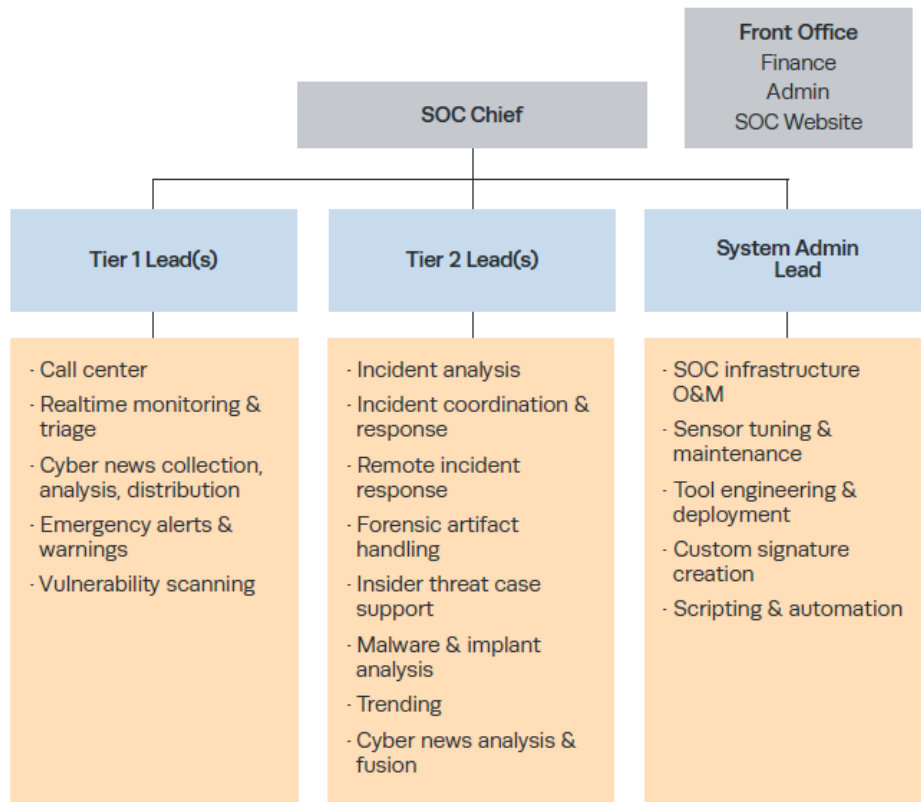 Front Office
Finance
Admin
SOC Website
SOC Chief
Tier 1 Lead(s)
Tier 2 Lead(s)
System Admin
Lead
· Call center
· Realtime monitoring &
triage
· Cyber news collection,
analysis, distribution
· Emergency alerts &
warnings
· Vulnerability scanning
· Incident analysis
· Incident coordination &
response
· Remote incident
response
· Forensic artifact
handling
· Insider threat case
support
· Malware & implant
analysis
· Trending
· Cyber news analysis &
fusion
· SOC infrastructure
O&M
· Sensor tuning &
maintenance
· Tool engineering &
deployment
· Custom signature
creation
· Scripting & automation